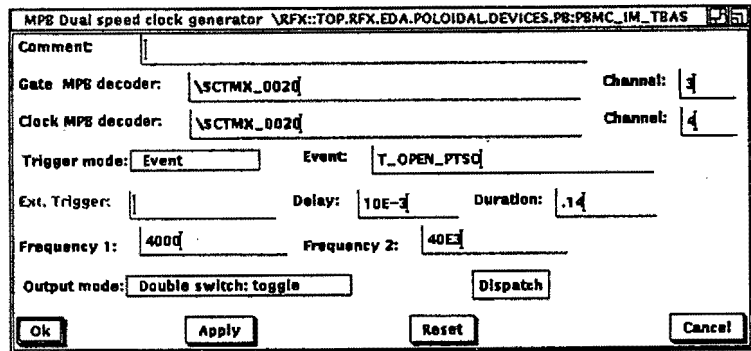 MPB Dual speed clock generator \RFX::TOP.RFX.EDA.POLOIDAL.DEVICES.PB:PBMC_IM_TBAS
Comment:
Gate MPB decoder: \SCTMX_0020 Channel: 3
Clock MPB decoder: \SCTMX_0020 Channel: 4
Trigger mode: Event Event: T_OPEN_PTSO
Ext. Trigger: Delay: 10E-3 Duration: .14
Frequency 1: 4000 Frequency 2: 40E3
Output mode: Double switch: toggle Dispatch
Ok Apply Reset Cancel